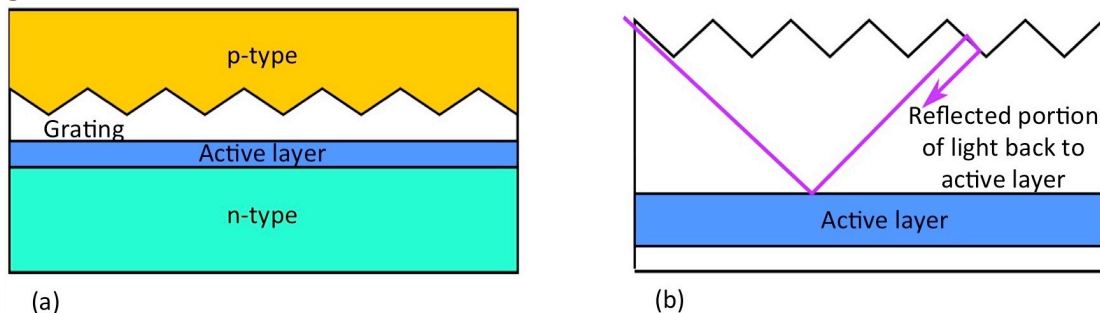 p-type
Grating
Active layer
n-type
(a)
Reflected portion
of light back to
active layer
Active layer
(b)